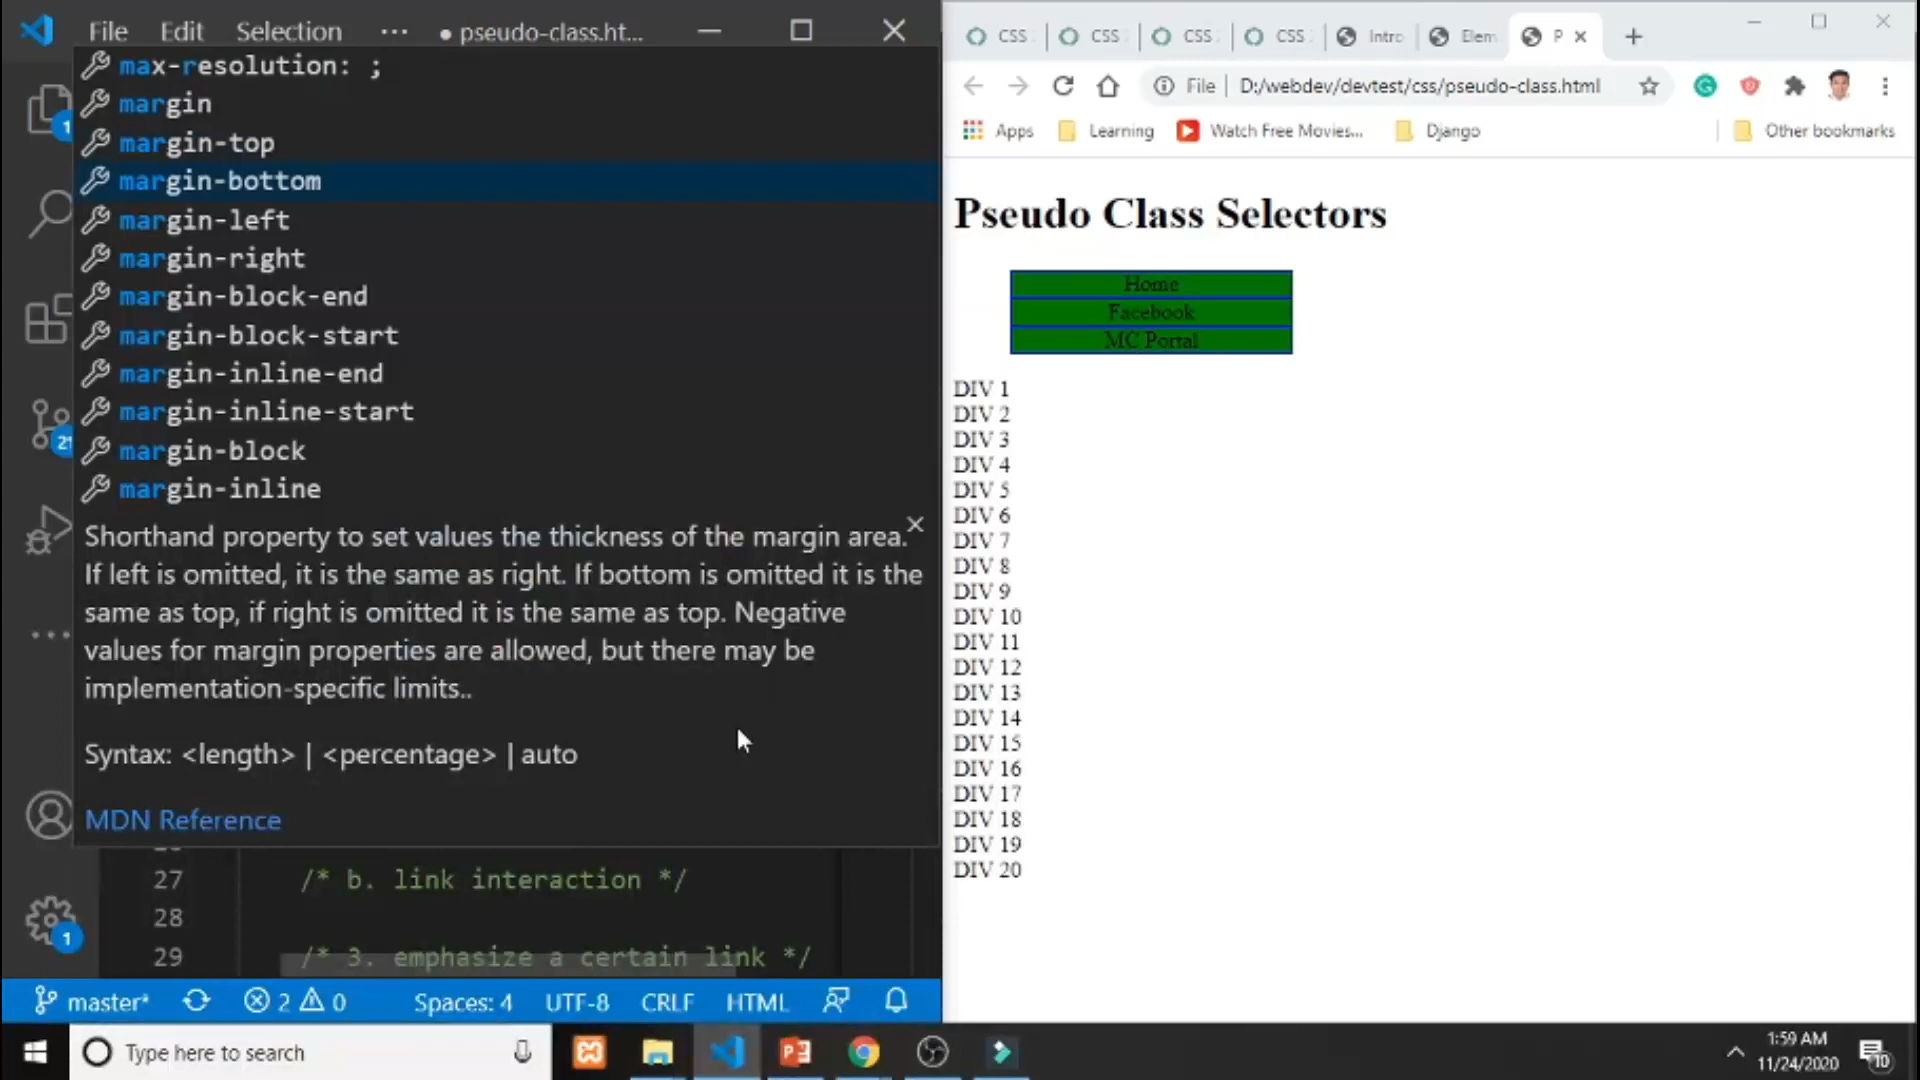 File Edit Selection ... ● pseudo-class.ht...
max-resolution: ;
margin
margin-top
margin-bottom
margin-left
margin-right
margin-block-end
margin-block-start
margin-inline-end
margin-inline-start
margin-block
margin-inline
Shorthand property to set values the thickness of the margin area.
If left is omitted, it is the same as right. If bottom is omitted it is the
same as top, if right is omitted it is the same as top. Negative
values for margin properties are allowed, but there may be
implementation-specific limits..
Syntax: <length> | <percentage> | auto
MDN Reference
27 /* b. link interaction */
28
29 /* 3. emphasize a certain link */
1
1
master* 2 0 Spaces: 4 UTF-8 CRLF HTML
CSS CSS CSS CSS Intro Elem P
File D:/webdev/devtest/css/pseudo-class.html
Apps Learning Watch Free Movies... Django Other bookmarks
Pseudo Class Selectors
Home
Facebook
MC Portal
DIV 1
DIV 2
DIV 3
DIV 4
DIV 5
DIV 6
DIV 7
DIV 8
DIV 9
DIV 10
DIV 11
DIV 12
DIV 13
DIV 14
DIV 15
DIV 16
DIV 17
DIV 18
DIV 19
DIV 20
Type here to search
1:59 AM
11/24/2020
10